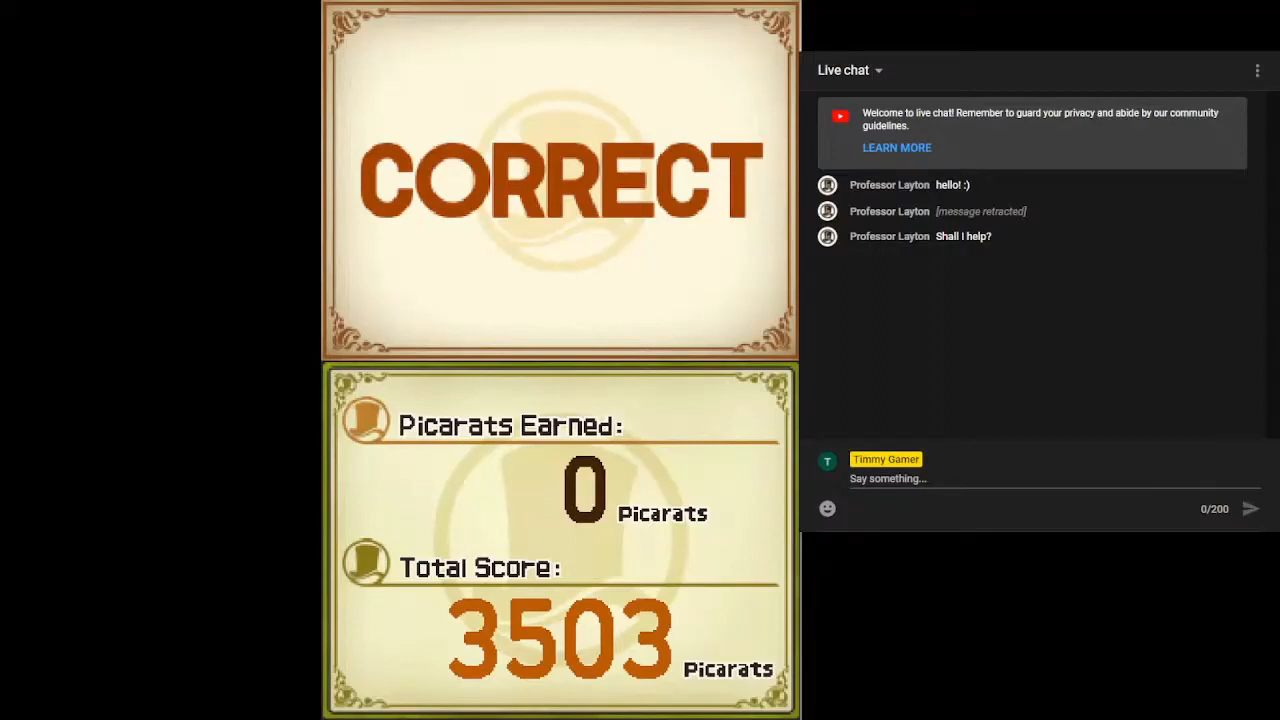 CORRECT
Picarats Earned:
0 Picarats
Total Score:
3503 Picarats
Live chat
Welcome to live chat! Remember to guard your privacy and abide by our community
guidelines.
LEARN MORE
Professor Layton hello! :)
Professor Layton [message retracted]
Professor Layton Shall I help?
T Timmy Gamer
Say something...
0/200